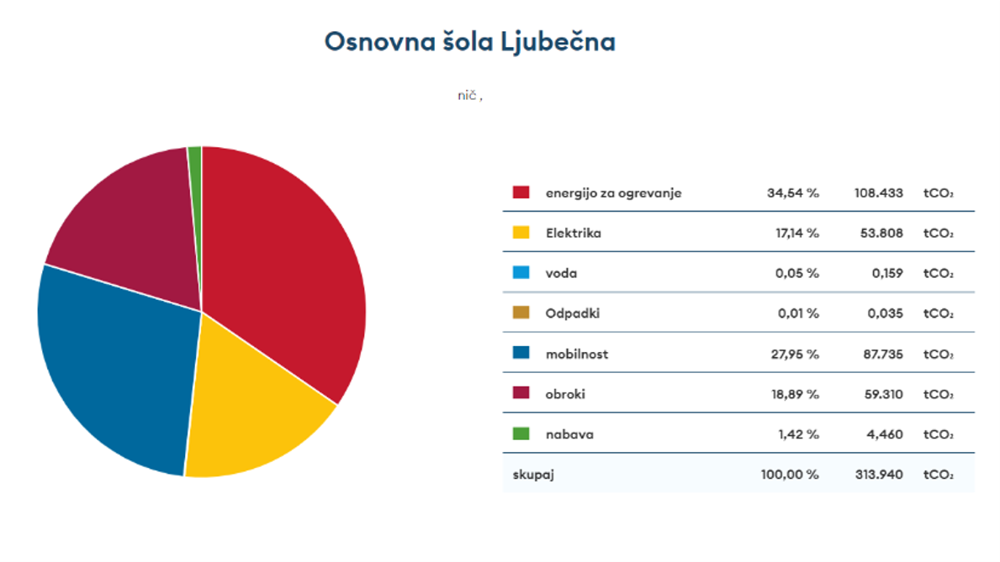 Osnovna šola Ljubečna
nič ,
energijo za ogrevanje 34,54 % 108.433 tCO₂
Elektrika 17,14 % 53.808 tCO₂
voda 0,05 % 0,159 tCO₂
Odpadki 0,01 % 0,035 tCO₂
mobilnost 27,95 % 87.735 tCO₂
obroki 18,89 % 59.310 tCO₂
nabava 1,42 % 4,460 tCO₂
skupaj 100,00 % 313.940 tCO₂